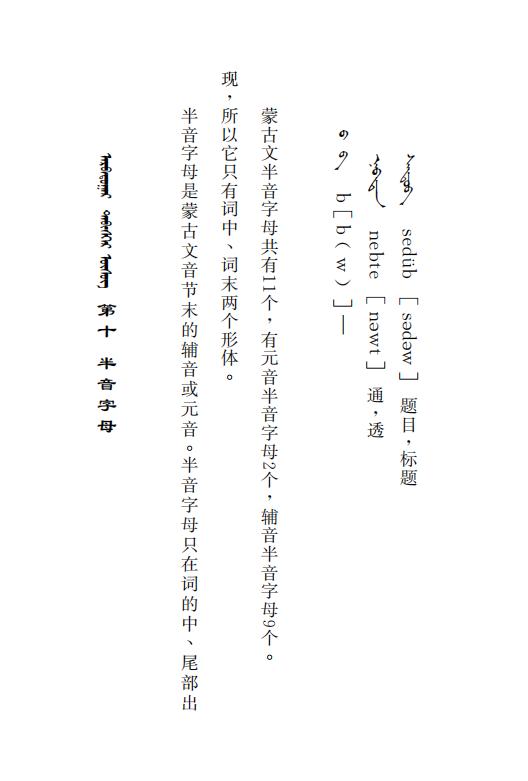 第十 半音字母
半音字母是蒙古文音节末的辅音或元音。半音字母只在词的中、尾部出
现，所以它只有词中、词末两个形体。
蒙古文半音字母共有11个，有元音半音字母2个，辅音半音字母9个。
b［b（w）］—
ᠨᠡᠪᠲᠡ nebte ［nəwt］ 通，透
ᠰᠡᠳᠦᠪ sedüb ［sədəw］ 题目，标题